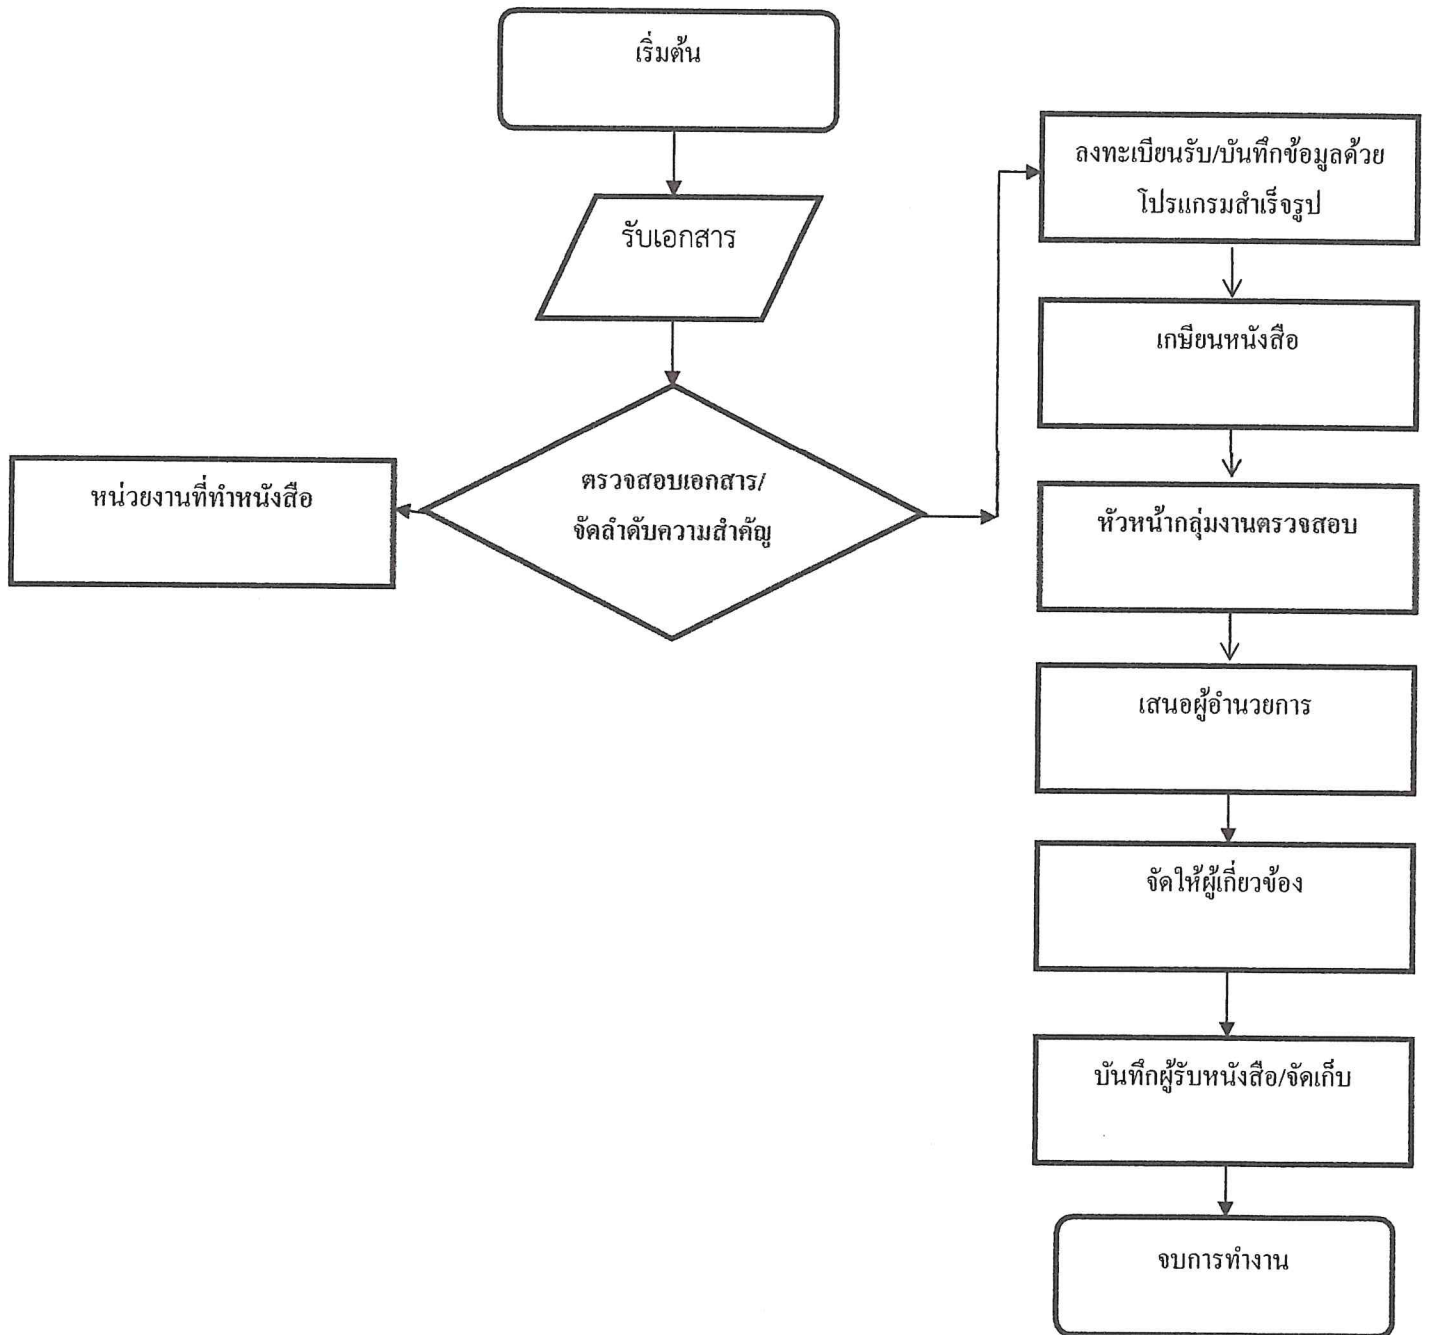 เริ่มต้น
รับเอกสาร
ตรวจสอบเอกสาร/
จัดลำดับความสำคัญ
หน่วยงานที่ทำหนังสือ
ลงทะเบียนรับ/บันทึกข้อมูลด้วย
โปรแกรมสำเร็จรูป
เกษียนหนังสือ
หัวหน้ากลุ่มงานตรวจสอบ
เสนอผู้อำนวยการ
จัดให้ผู้เกี่ยวข้อง
บันทึกผู้รับหนังสือ/จัดเก็บ
จบการทำงาน